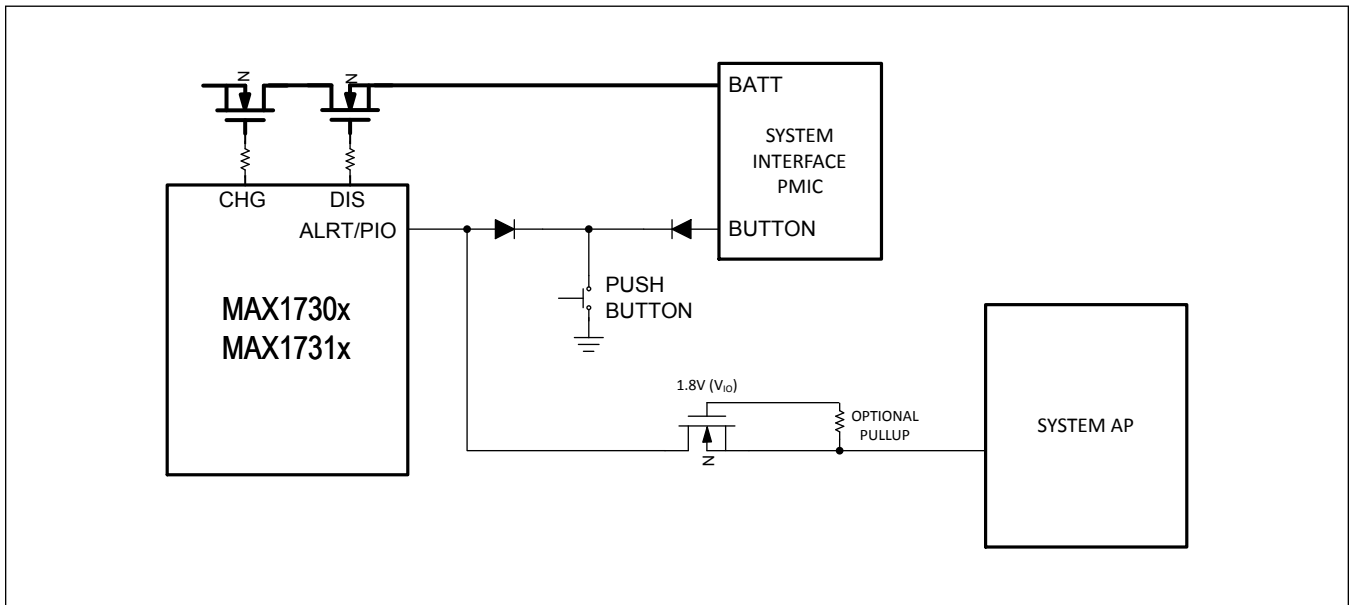 N
N
BATT
SYSTEM
INTERFACE
PMIC
BUTTON
CHG
DIS
ALRT/PIO
MAX1730x
MAX1731x
PUSH
BUTTON
1.8V (VIO)
OPTIONAL
PULLUP
N
SYSTEM AP